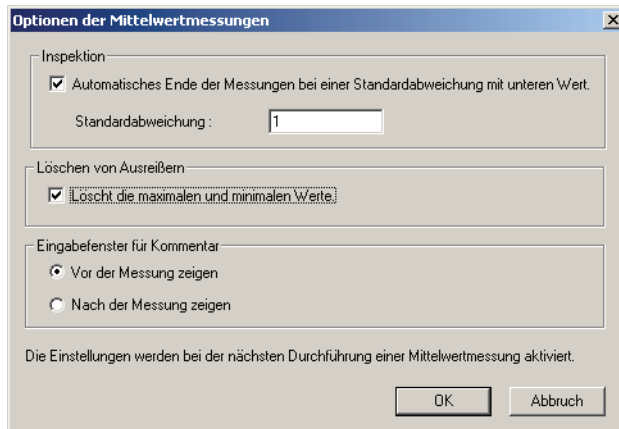 Optionen der Mittelwertmessungen
Inspektion
Automatisches Ende der Messungen bei einer Standardabweichung mit unteren Wert.
Standardabweichung :
1
Löschen von Ausreißern
Löscht die maximalen und minimalen Werte.
Eingabefenster für Kommentar
Vor der Messung zeigen
Nach der Messung zeigen
Die Einstellungen werden bei der nächsten Durchführung einer Mittelwertmessung aktiviert.
OK
Abbruch